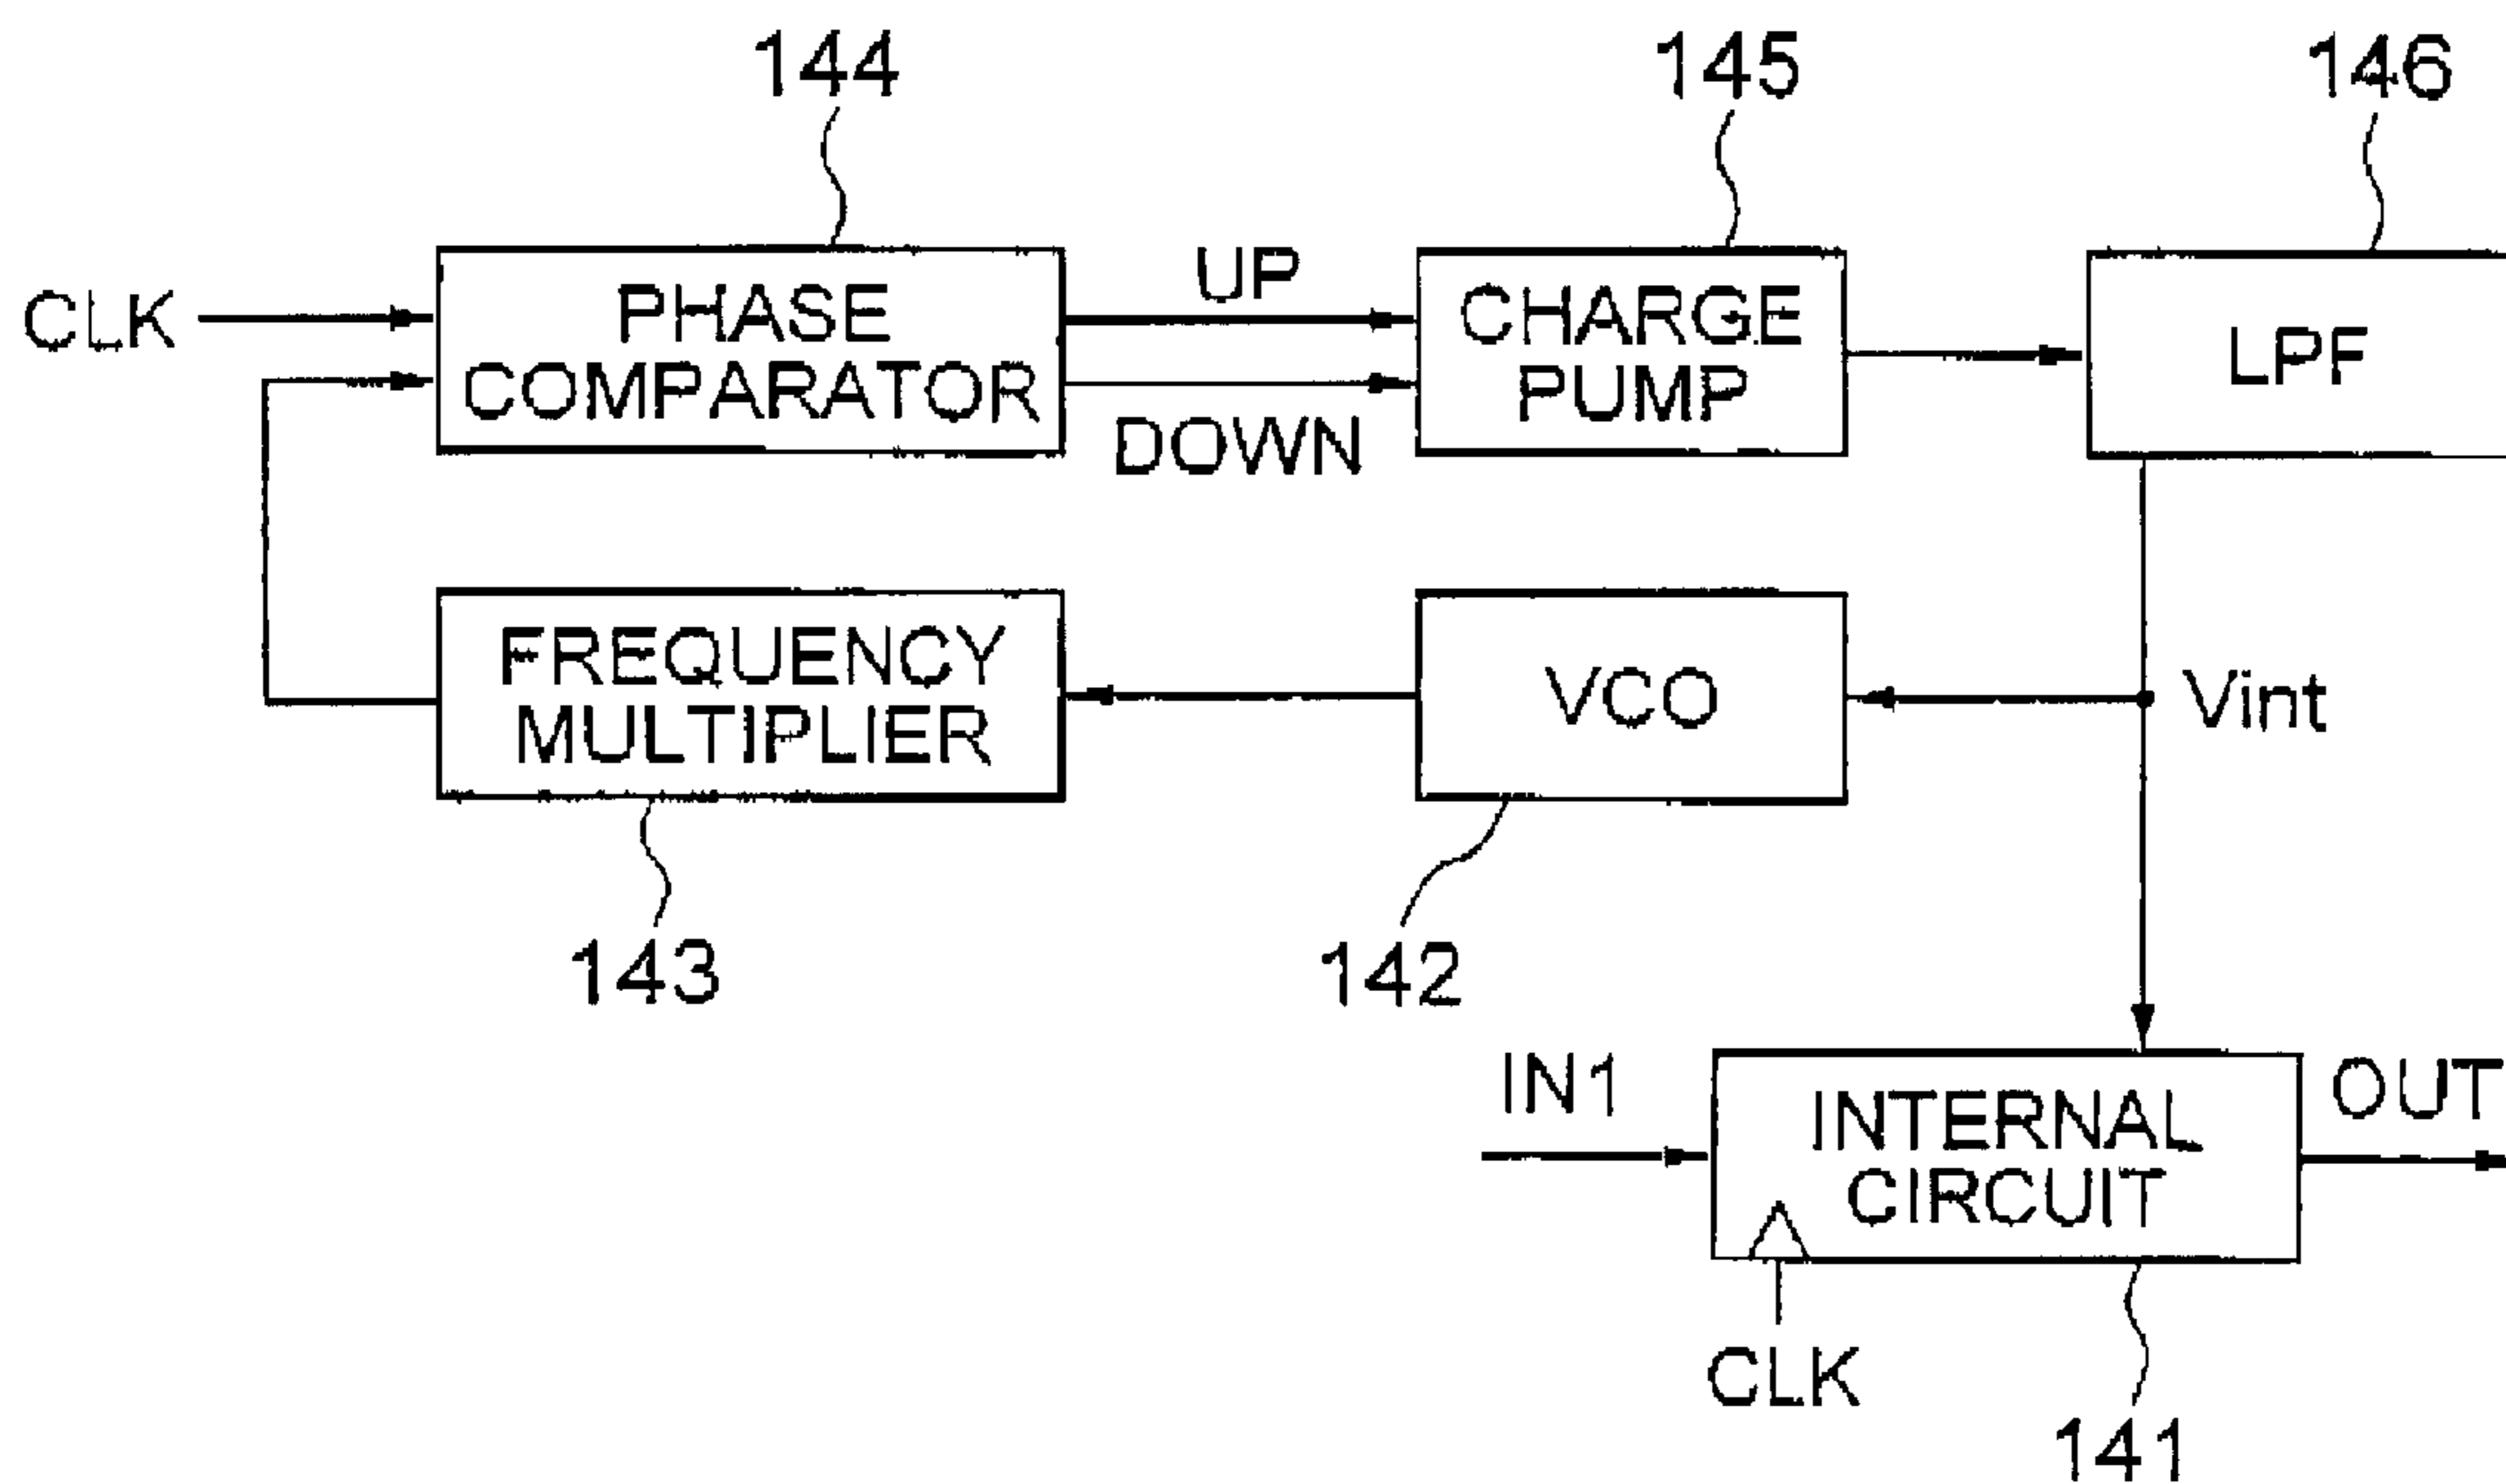 144
145
146
CLK
PHASE
COMPARATOR
UP
DOWN
CHARGE
PUMP
LPF
FREQUENCY
MULTIPLIER
VCO
Vint
143
142
IN1
INTERNAL
CIRCUIT
OUT
CLK
141